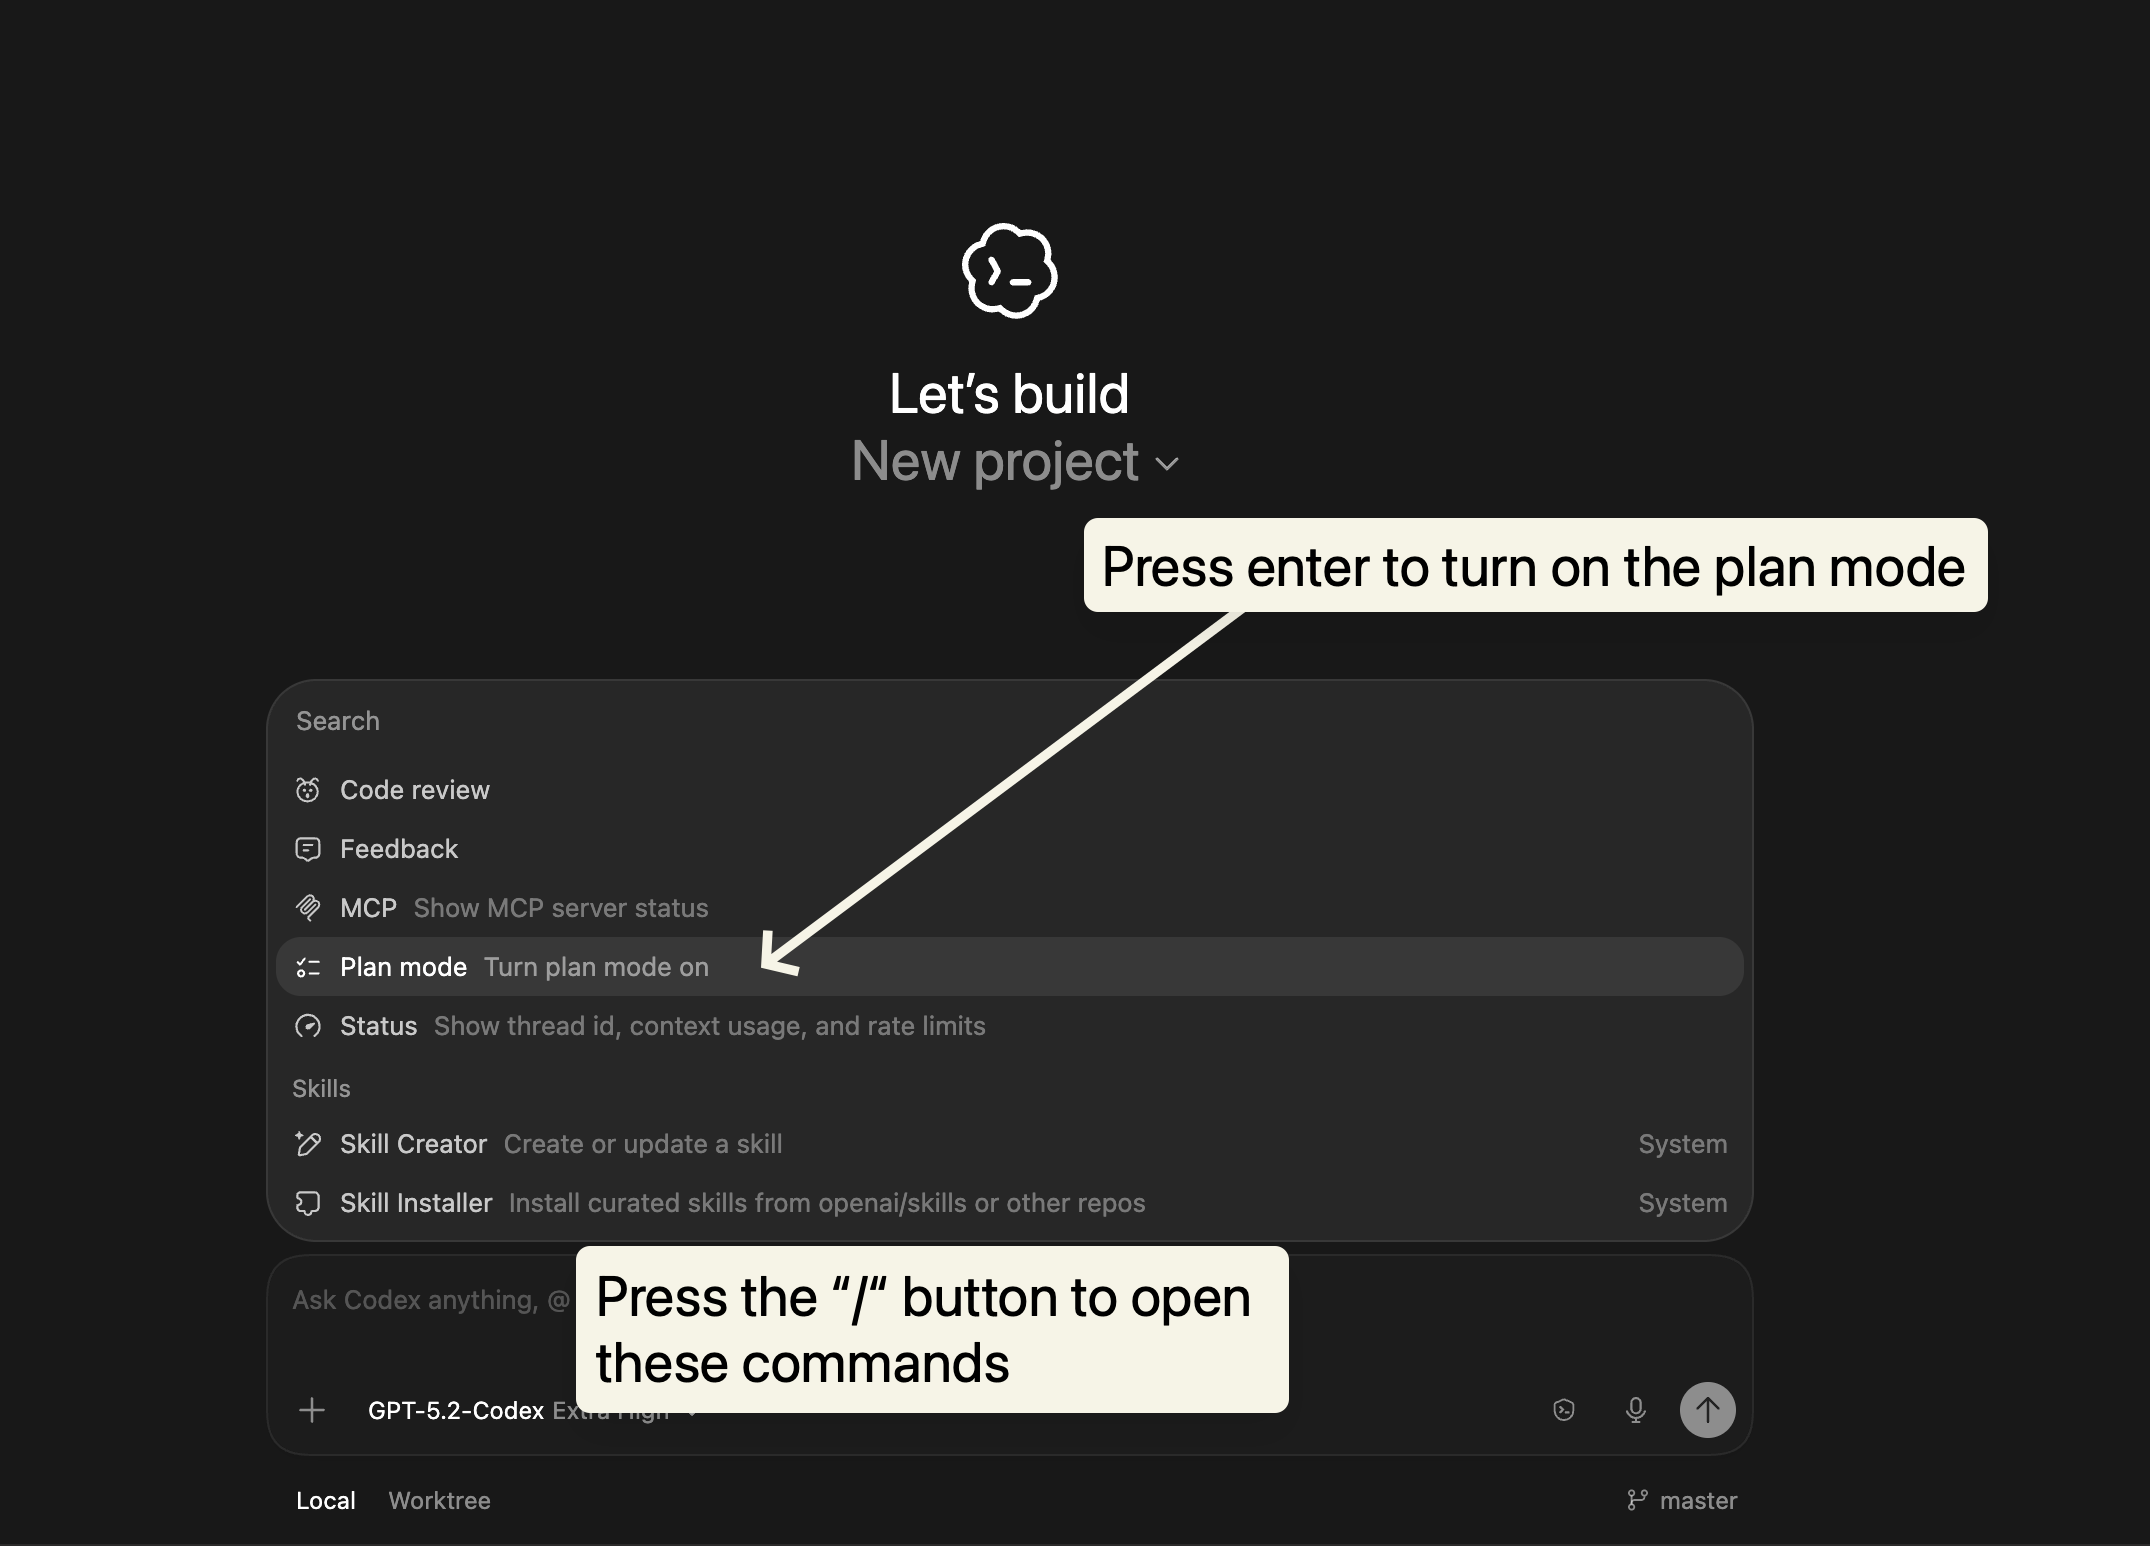 Let’s build
New project
Press enter to turn on the plan mode
Search
Code review
Feedback
MCP Show MCP server status
Plan mode Turn plan mode on
Status Show thread id, context usage, and rate limits
Skills
Skill Creator Create or update a skill System
Skill Installer Install curated skills from openai/skills or other repos System
Ask Codex anything, @
Press the “/“ button to open
these commands
GPT-5.2-Codex Extra High
Local Worktree master